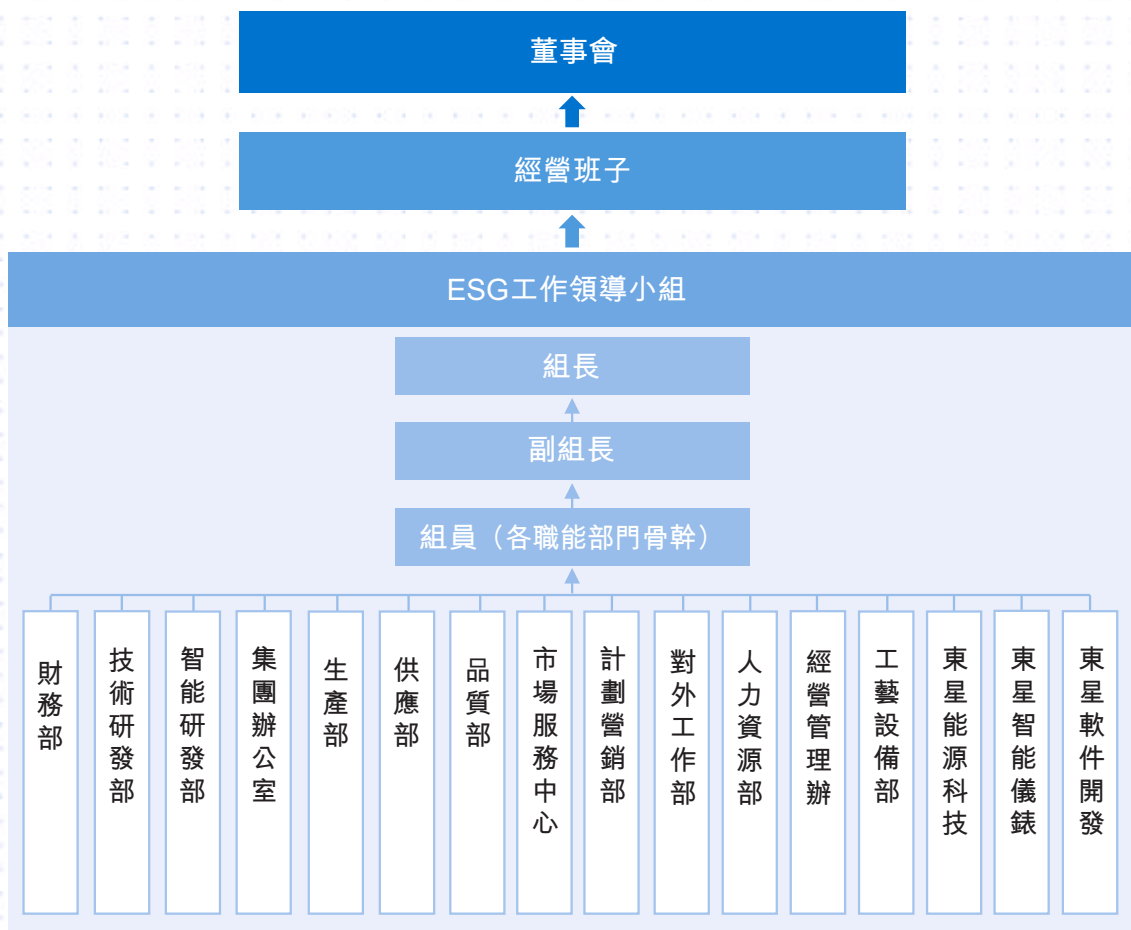 董事會
經營班子
ESG工作領導小組
組長
副組長
組員（各職能部門骨幹）
財務部
技術研發部
智能研發部
集團辦公室
生產部
供應部
品質部
市場服務中心
計劃營銷部
對外工作部
人力資源部
經營管理辦
工藝設備部
東星能源科技
東星智能儀錶
東星軟件開發